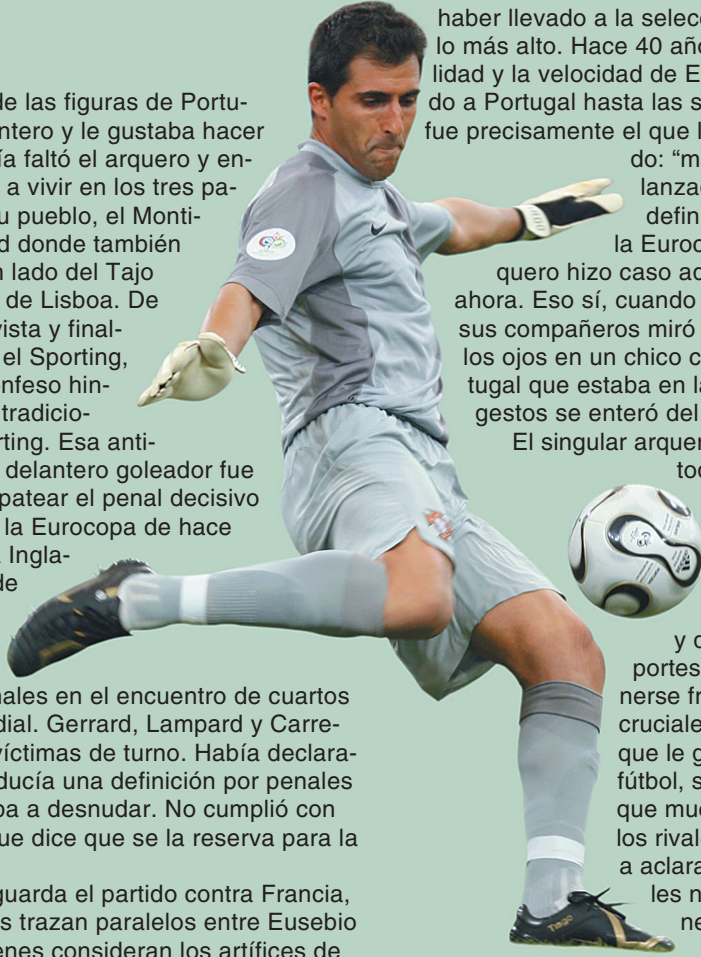 de las figuras de Portu-
ntero y le gustaba hacer
ía faltó el arquero y en-
a vivir en los tres pa-
u pueblo, el Monti-
d donde también
n lado del Tajo
de Lisboa. De
vista y final-
el Sporting,
nfeso hin-
tradicio-
rting. Esa anti-
delantero goleador fue
patear el penal decisivo
la Eurocopa de hace
Ingla-
de
nales en el encuentro de cuartos
dial. Gerrard, Lampard y Carre-
víctimas de turno. Había declara-
ducía una definición por penales
ba a desnudar. No cumplió con
ue dice que se la reserva para la
guarda el partido contra Francia,
s trazan paralelos entre Eusebio
enes consideran los artífices de
haber llevado a la selecc
lo más alto. Hace 40 año
lidad y la velocidad de E
do a Portugal hasta las s
fue precisamente el que l
do: “m
lanza
defin
la Euroc
quero hizo caso ac
ahora. Eso sí, cuando
sus compañeros miró
los ojos en un chico c
tugal que estaba en la
gestos se enteró del
El singular arquer
toc
y c
portes
nerse fr
cruciale
que le g
fútbol, s
que muc
los rivale
a aclara
les n
ne
Tiago